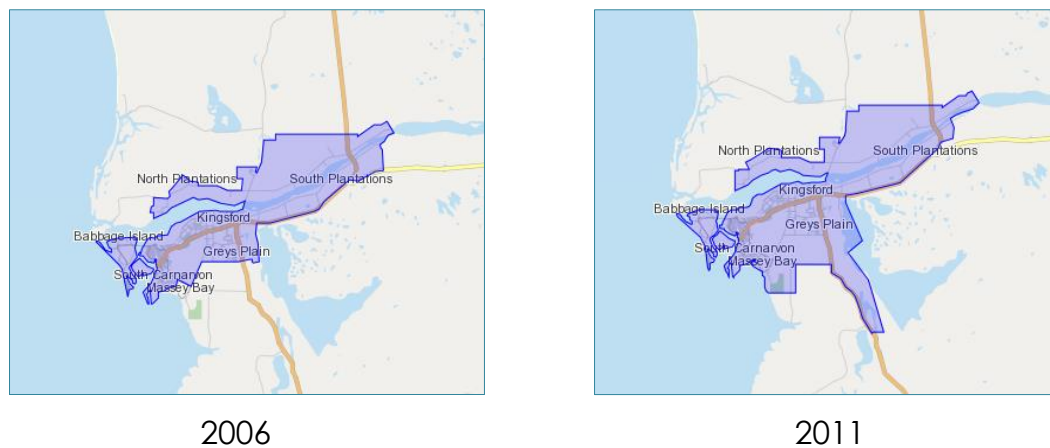 North Plantations
South Plantations
Kingsford
Babbage Island
Greys Plain
South Carnarvon
Massey Bay
2006
North Plantations
South Plantations
Kingsford
Babbage Island
Greys Plain
South Carnarvon
Massey Bay
2011